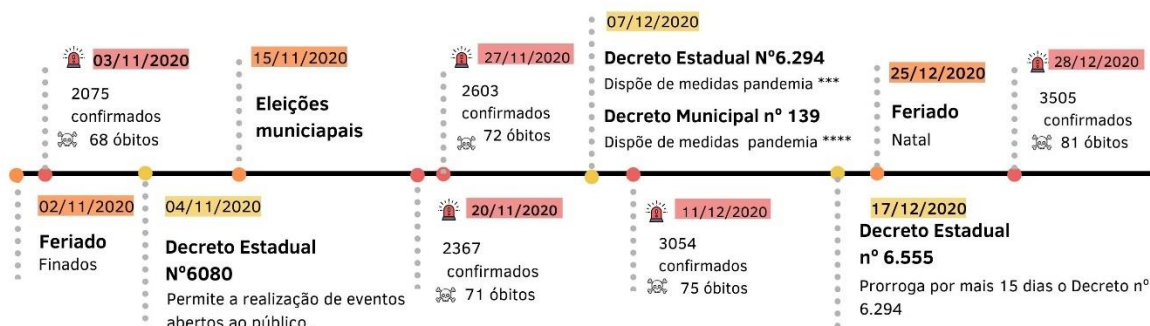 03/11/2020
2075
confirmados
68 óbitos
15/11/2020
Eleições
municiapais
27/11/2020
2603
confirmados
72 óbitos
07/12/2020
Decreto Estadual Nº6.294
Dispõe de medidas pandemia ***
Decreto Municipal nº 139
Dispõe de medidas pandemia ****
25/12/2020
Feriado
Natal
28/12/2020
3505
confirmados
81 óbitos
02/11/2020
Feriado
Finados
04/11/2020
Decreto Estadual
Nº6080
Permite a realização de eventos
abertos ao público
20/11/2020
2367
confirmados
71 óbitos
11/12/2020
3054
confirmados
75 óbitos
17/12/2020
Decreto Estadual
nº 6.555
Prorroga por mais 15 dias o Decreto nº
6.294